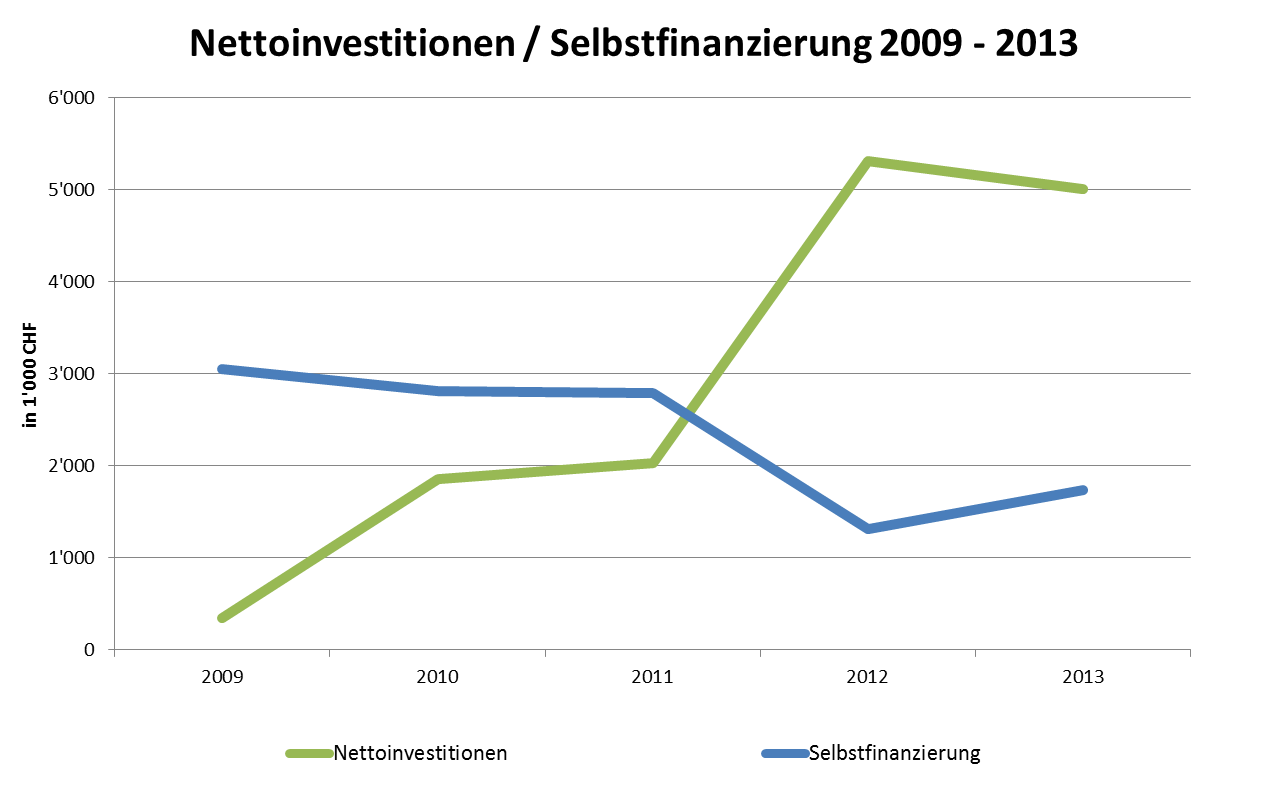 Nettoinvestitionen / Selbstfinanzierung 2009 - 2013
6'000
5'000
4'000
3'000
2'000
1'000
0
in 1'000 CHF
2009 2010 2011 2012 2013
Nettoinvestitionen Selbstfinanzierung